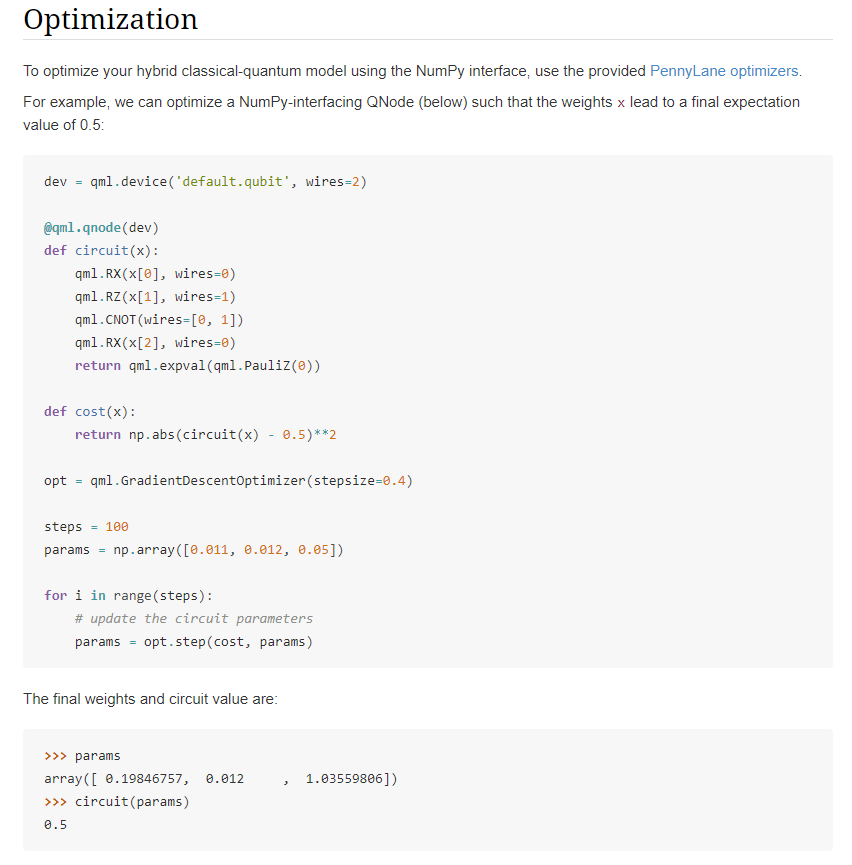 Optimization
To optimize your hybrid classical-quantum model using the NumPy interface, use the provided PennyLane optimizers.
For example, we can optimize a NumPy-interfacing QNode (below) such that the weights x lead to a final expectation
value of 0.5:
dev = qml.device('default.qubit', wires=2)
@qml.qnode(dev)
def circuit(x):
    qml.RX(x[0], wires=0)
    qml.RZ(x[1], wires=1)
    qml.CNOT(wires=[0, 1])
    qml.RX(x[2], wires=0)
    return qml.expval(qml.PauliZ(0))
def cost(x):
    return np.abs(circuit(x) - 0.5)**2
opt = qml.GradientDescentOptimizer(stepsize=0.4)
steps = 100
params = np.array([0.011, 0.012, 0.05])
for i in range(steps):
    # update the circuit parameters
    params = opt.step(cost, params)
The final weights and circuit value are:
>>> params
array([ 0.19846757,  0.012     ,  1.03559806])
>>> circuit(params)
0.5